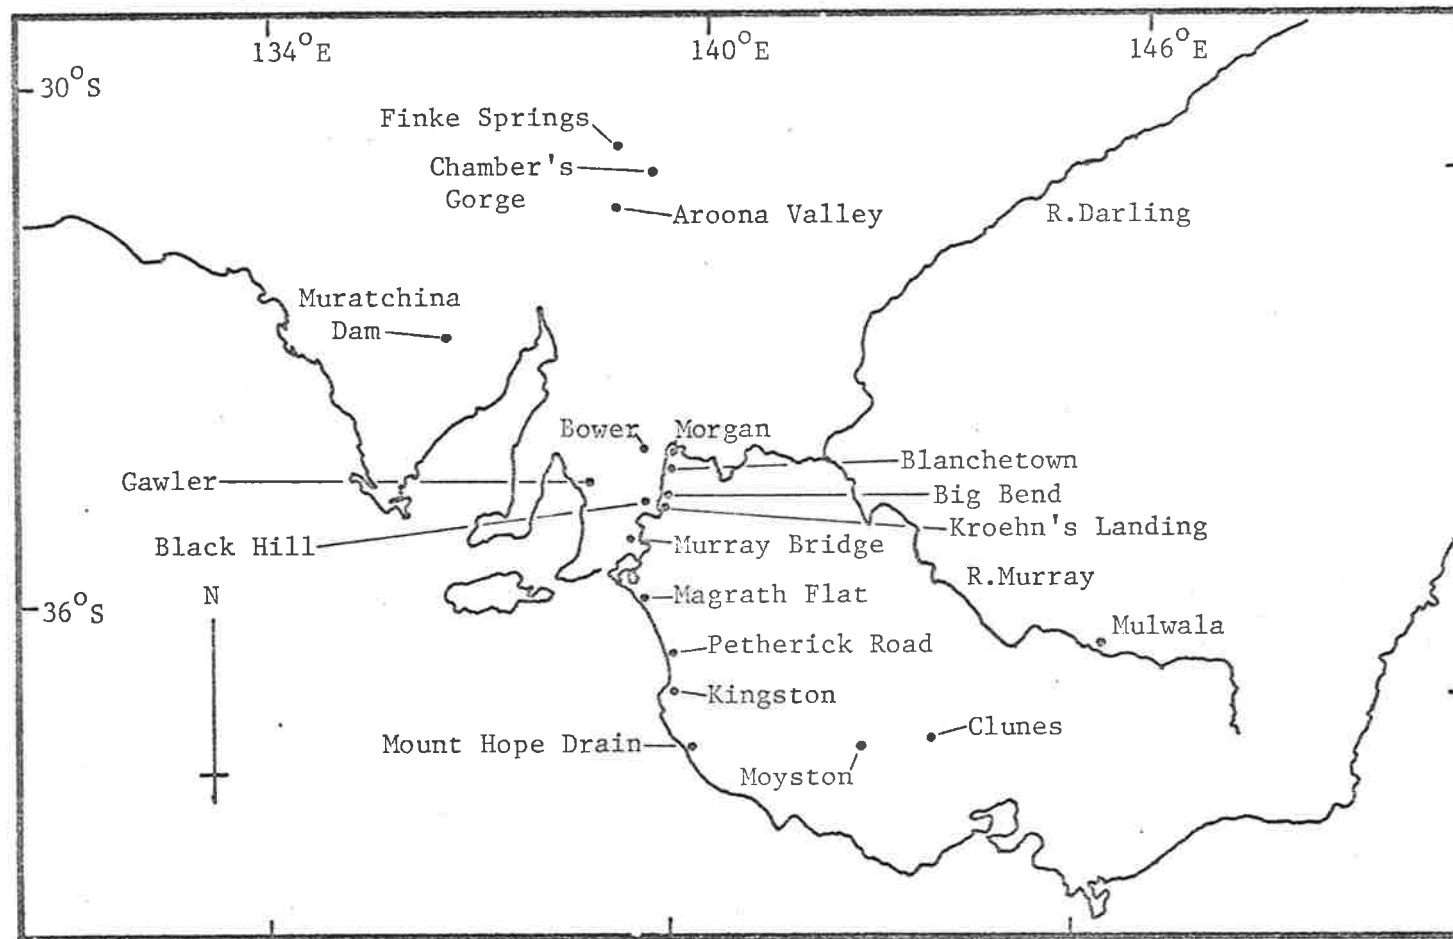 134°E
140°E
146°E
30°S
Finke Springs
Chamber's
Gorge
Aroona Valley
R.Darling
Muratchina
Dam
Bower
Morgan
Gawler
Blanchetown
Big Bend
Kroehn's Landing
Black Hill
Murray Bridge
R.Murray
N
36°S
Magrath Flat
Mulwala
Petherick Road
Kingston
Clunes
Mount Hope Drain
Moyston